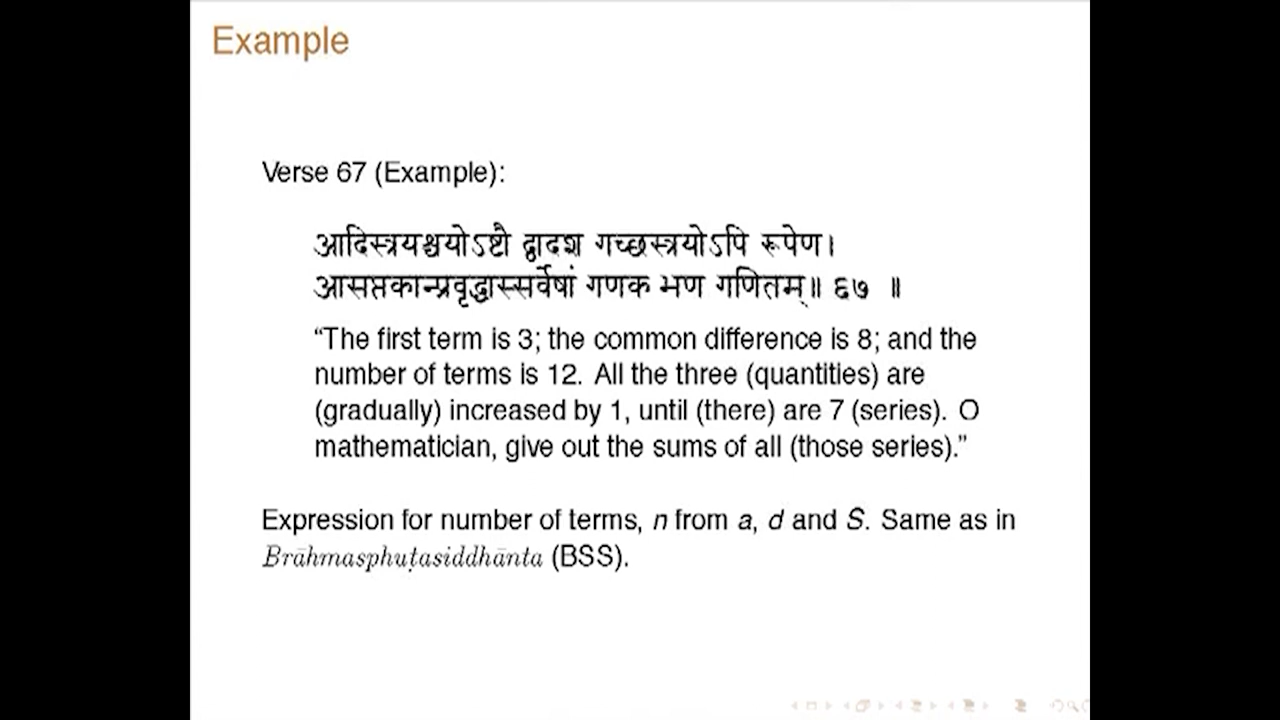 Example
Verse 67 (Example):
आदिस्त्रयश्चयोऽष्टौ द्वादश गच्छस्त्रयोऽपि रूपेण।
आसप्तकान्प्रवृद्धास्सर्वेषां गणक भण गणितम्॥ ६७ ॥
“The first term is 3; the common difference is 8; and the
number of terms is 12. All the three (quantities) are
(gradually) increased by 1, until (there) are 7 (series). O
mathematician, give out the sums of all (those series).”
Expression for number of terms, n from a, d and S. Same as in
Brāhmasphuṭasiddhānta (BSS).